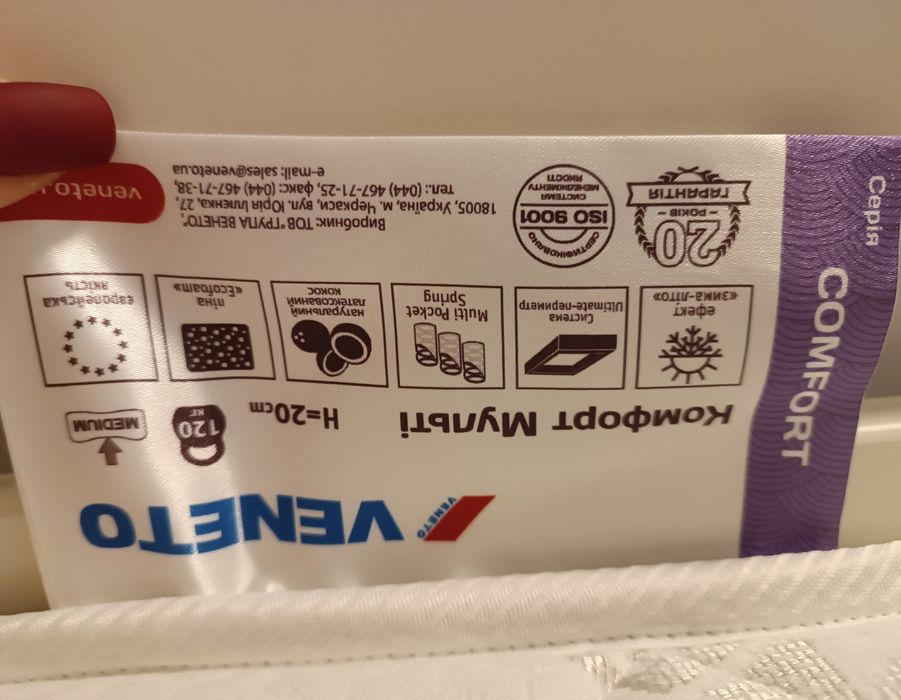 VENETO
VENETO
Комфорт Мульті
H=20cm
120
КГ
MEDIUM
ефект
«зима-літо»
Система
Ultimate-периметр
Multi Pocket
Spring
натуральний
латексований
кокос
піна
«Ecofoam»
європейська
якість
20
- РОКІВ -
ГАРАНТІЯ
СЕРТИФІКОВАНО
ISO 9001
СИСТЕМА
МЕНЕДЖМЕНТУ
ЯКОСТІ
Виробник: ТОВ"ГРУПА ВЕНЕТО",
18005, Україна, м. Черкаси, вул. Юрія Іллєнка, 27,
тел.: (044) 467-71-25, факс: (044) 467-71-38,
e-mail: sales@veneto.ua
veneto.u
Серія
COMFORT